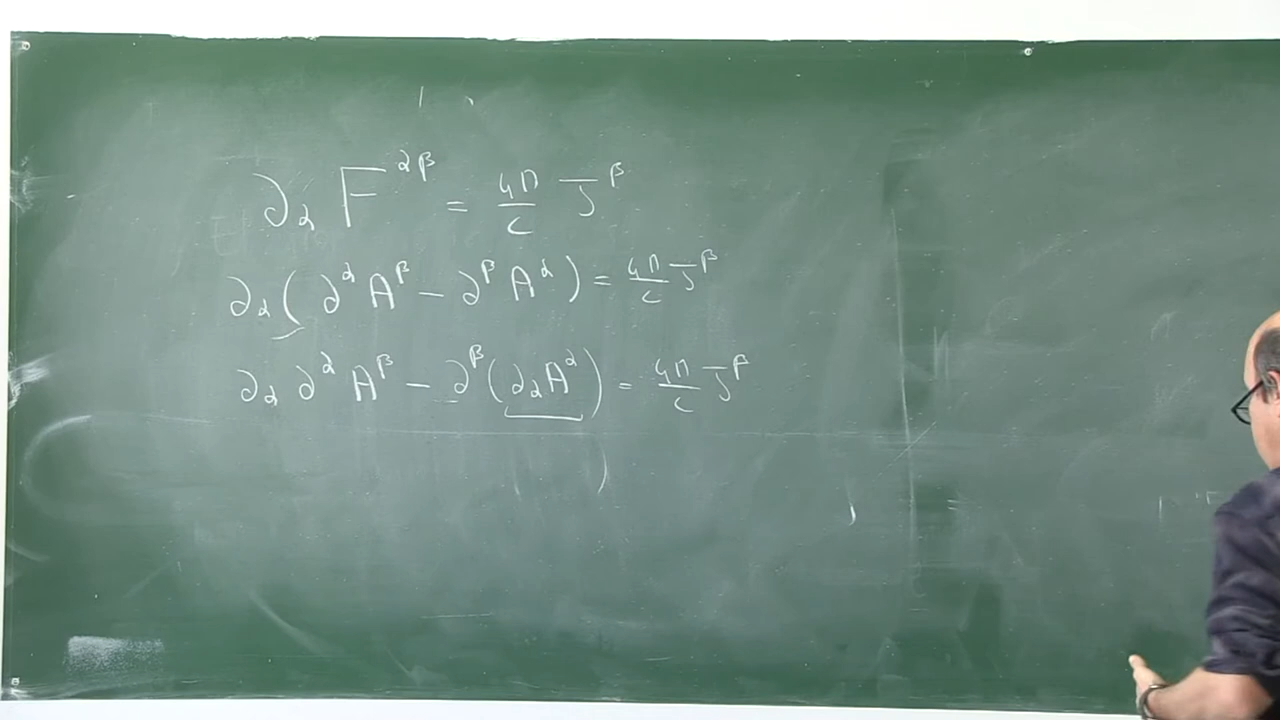 ∂_α F^{αβ} = 4π/c J^β
∂_α (∂^α A^β − ∂^β A^α) = 4π/c J^β
∂_α ∂^α A^β − ∂^β (∂_α A^α) = 4π/c J^β